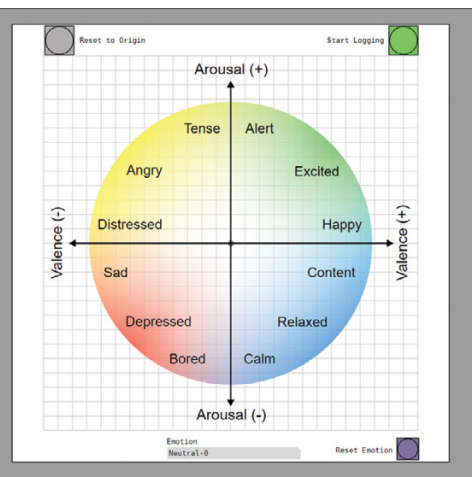 Reset to Origin Start Logging
Arousal (+)
Tense Alert
Angry Excited
Distressed Happy
Valence (-) Valence (+)
Sad Content
Depressed Relaxed
Bored Calm
Arousal (-)
Emotion
Neutral-0 Reset Emotion